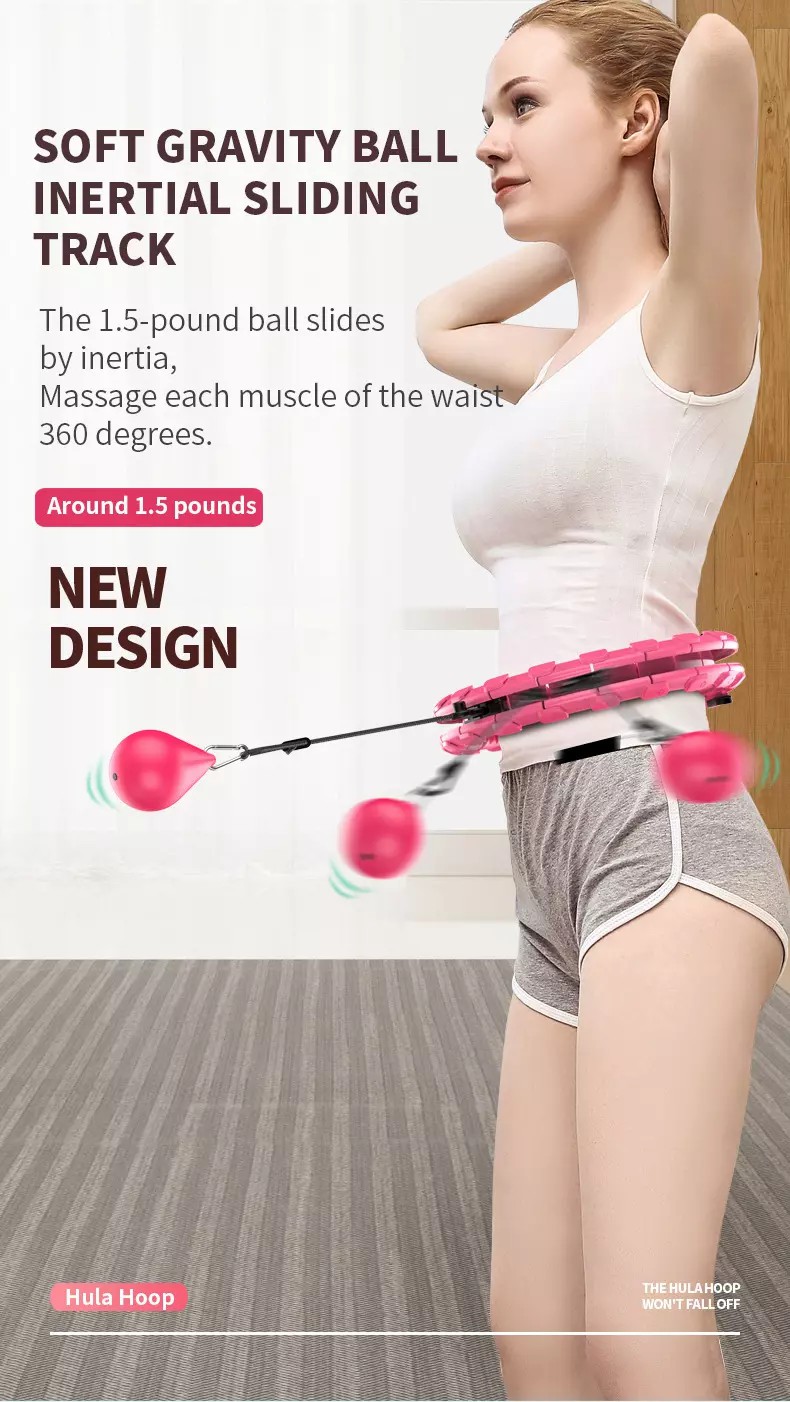 SOFT GRAVITY BALL
INERTIAL SLIDING
TRACK
The 1.5-pound ball slides
by inertia,
Massage each muscle of the waist
360 degrees.
Around 1.5 pounds
NEW
DESIGN
Hula Hoop
THE HULA HOOP
WON'T FALL OFF